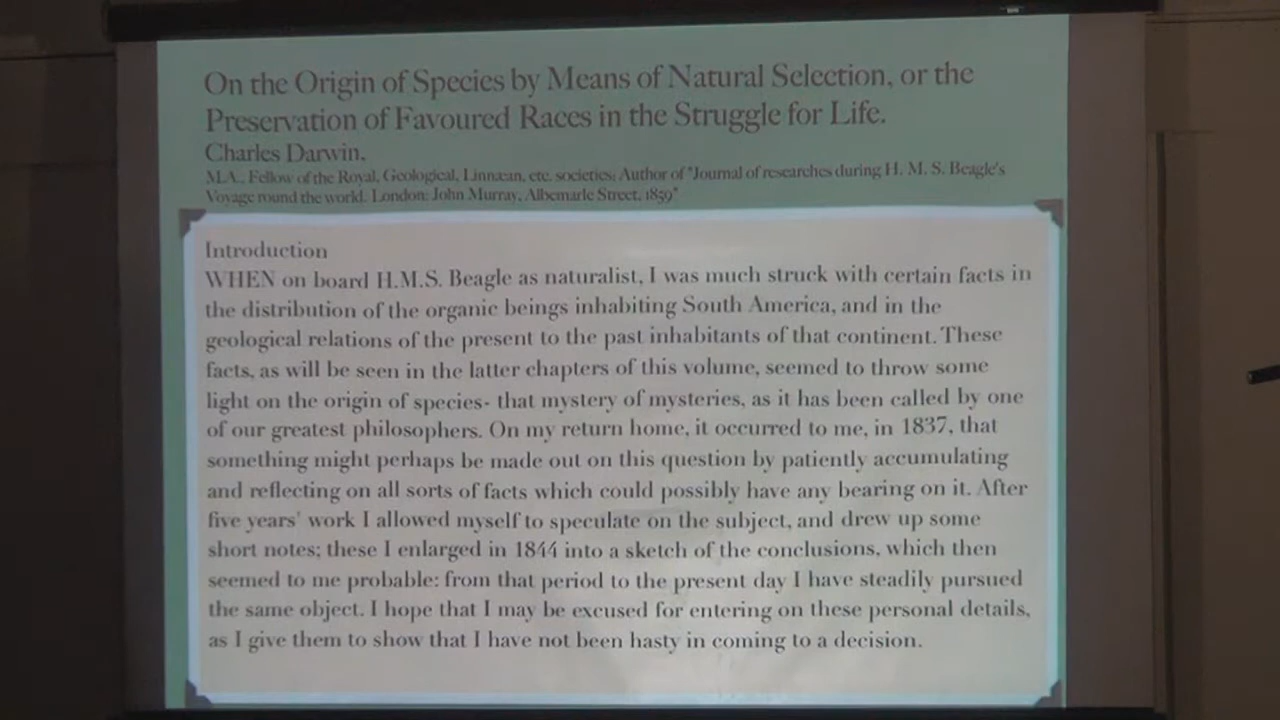 On the Origin of Species by Means of Natural Selection, or the
Preservation of Favoured Races in the Struggle for Life.
Charles Darwin,
M.A., Fellow of the Royal, Geological, Linnæan, etc. societies; Author of "Journal of researches during H. M. S. Beagle's
Voyage round the world. London: John Murray, Albemarle Street, 1859"
Introduction
WHEN on board H.M.S. Beagle as naturalist, I was much struck with certain facts in
the distribution of the organic beings inhabiting South America, and in the
geological relations of the present to the past inhabitants of that continent. These
facts, as will be seen in the latter chapters of this volume, seemed to throw some
light on the origin of species- that mystery of mysteries, as it has been called by one
of our greatest philosophers. On my return home, it occurred to me, in 1837, that
something might perhaps be made out on this question by patiently accumulating
and reflecting on all sorts of facts which could possibly have any bearing on it. After
five years' work I allowed myself to speculate on the subject, and drew up some
short notes; these I enlarged in 1844 into a sketch of the conclusions, which then
seemed to me probable: from that period to the present day I have steadily pursued
the same object. I hope that I may be excused for entering on these personal details,
as I give them to show that I have not been hasty in coming to a decision.